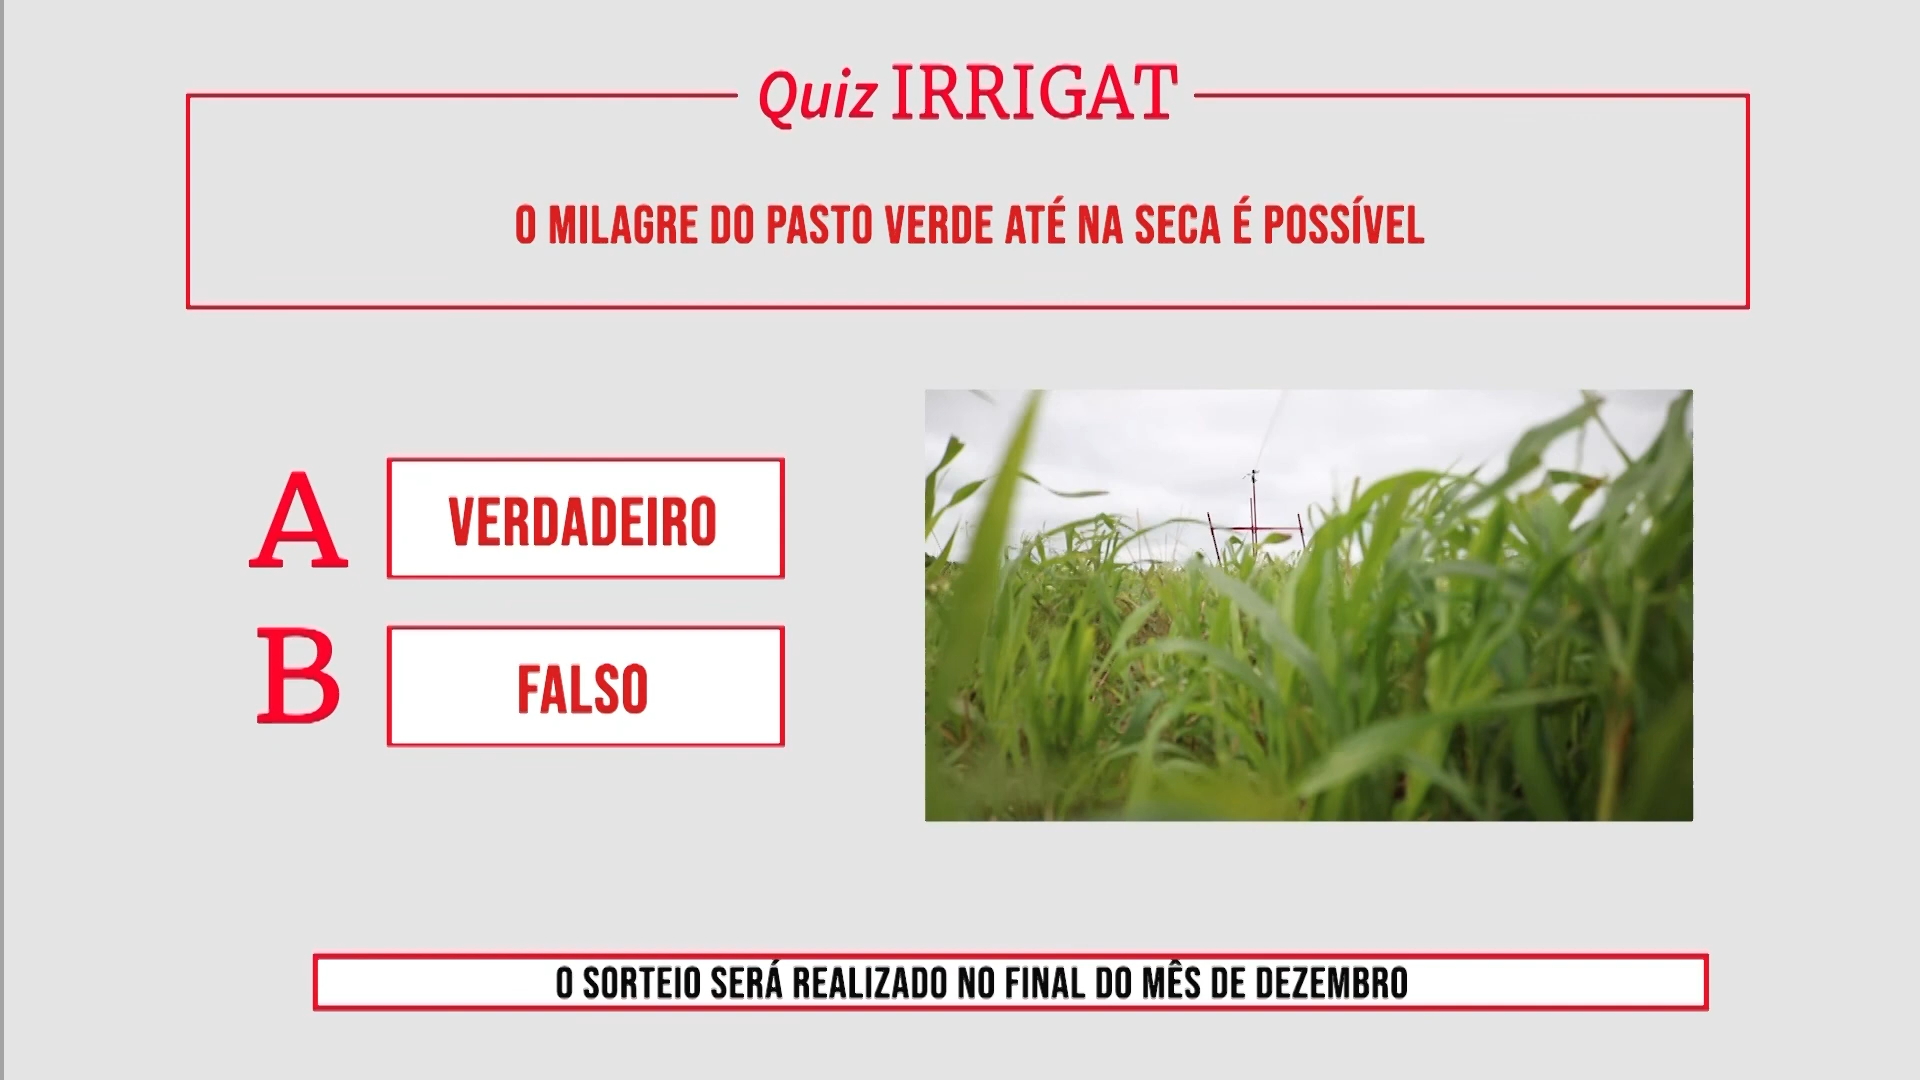 Quiz IRRIGAT
O MILAGRE DO PASTO VERDE ATÉ NA SECA É POSSÍVEL
A VERDADEIRO
B FALSO
O SORTEIO SERÁ REALIZADO NO FINAL DO MÊS DE DEZEMBRO